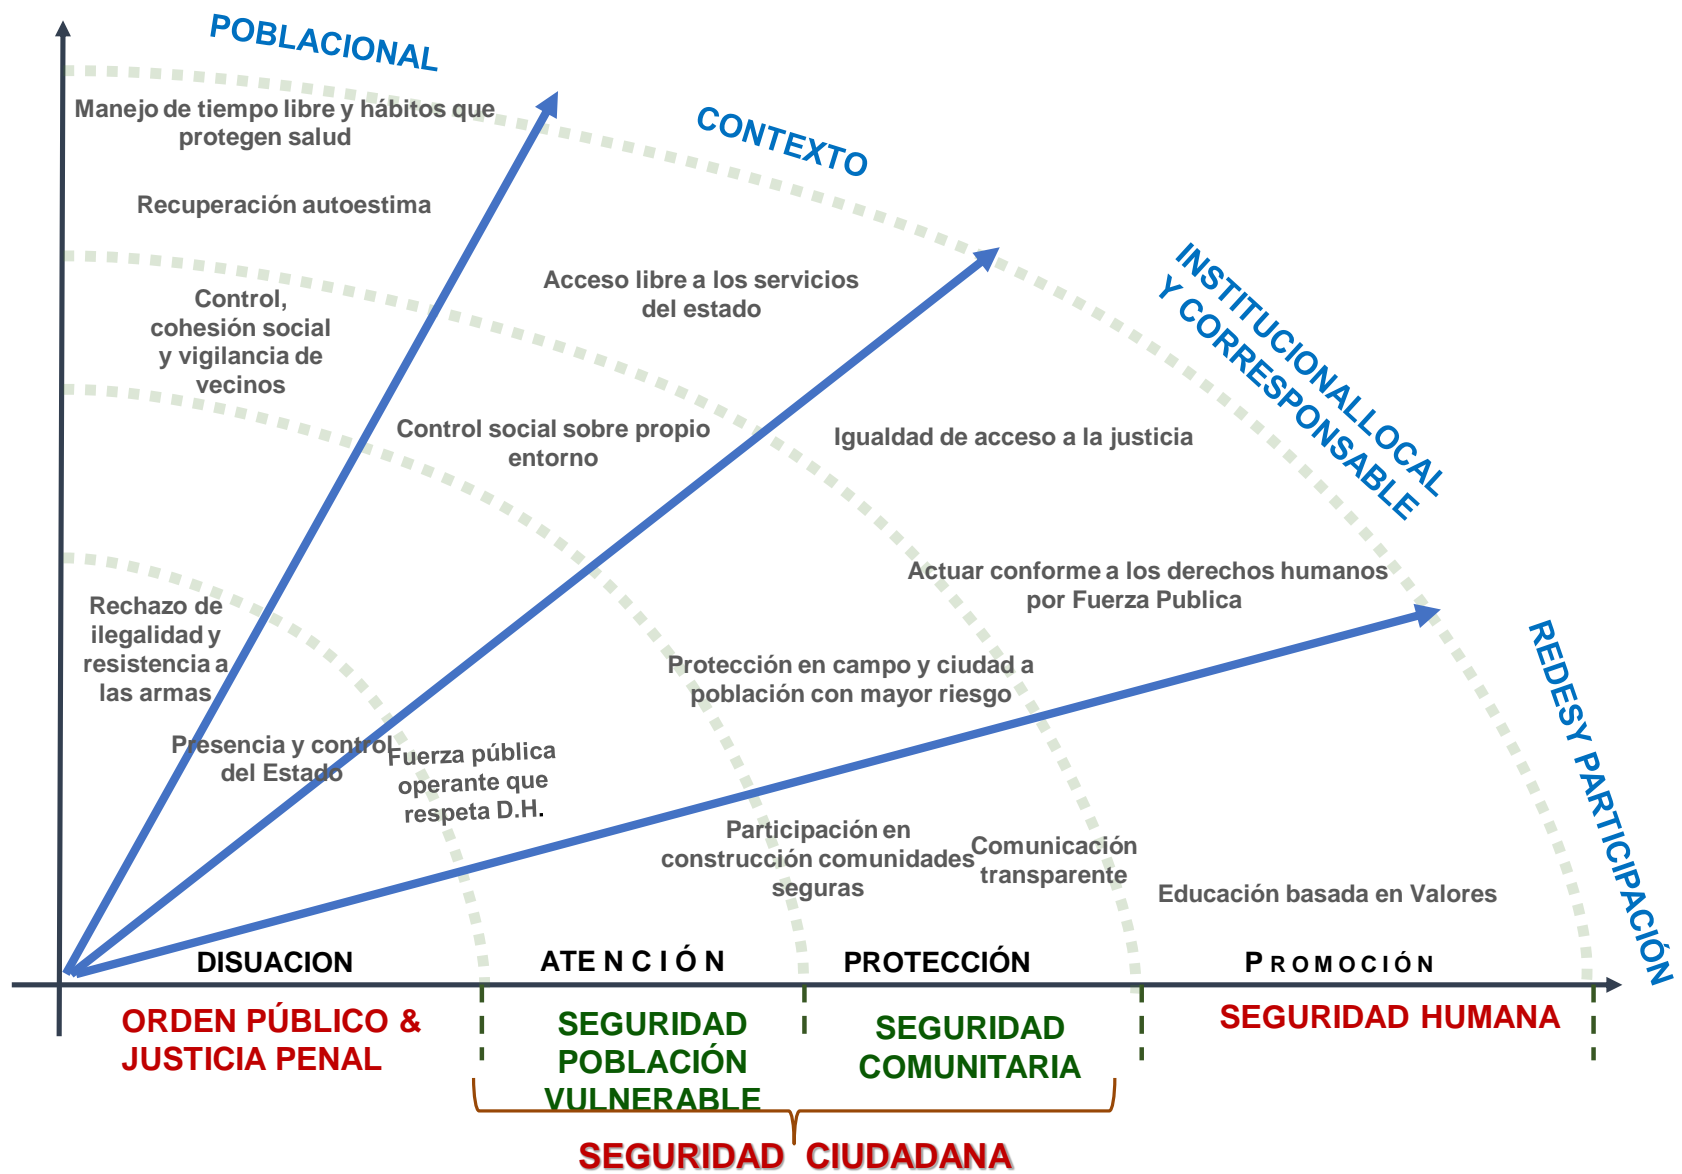 POBLACIONAL
Manejo de tiempo libre y hábitos que
protegen salud
CONTEXTO
Recuperación autoestima
Control,
cohesión social
y vigilancia de
vecinos
Acceso libre a los servicios
del estado
INSTITUCIONALLOCAL
Y CORRESPONSABLE
Control social sobre propio
entorno
Igualdad de acceso a la justicia
Actuar conforme a los derechos humanos
por Fuerza Publica
Rechazo de
ilegalidad y
resistencia a
las armas
Protección en campo y ciudad a
población con mayor riesgo
REDESY PARTICIPACIÓN
Presencia y control
del Estado
Fuerza pública
operante que
respeta D.H.
Participación en
construcción comunidades
seguras
Comunicación
transparente
Educación basada en Valores
DISUACION
ATENCIÓN
PROTECCIÓN
PROMOCIÓN
ORDEN PÚBLICO &
JUSTICIA PENAL
SEGURIDAD
POBLACIÓN
VULNERABLE
SEGURIDAD
COMUNITARIA
SEGURIDAD HUMANA
SEGURIDAD CIUDADANA